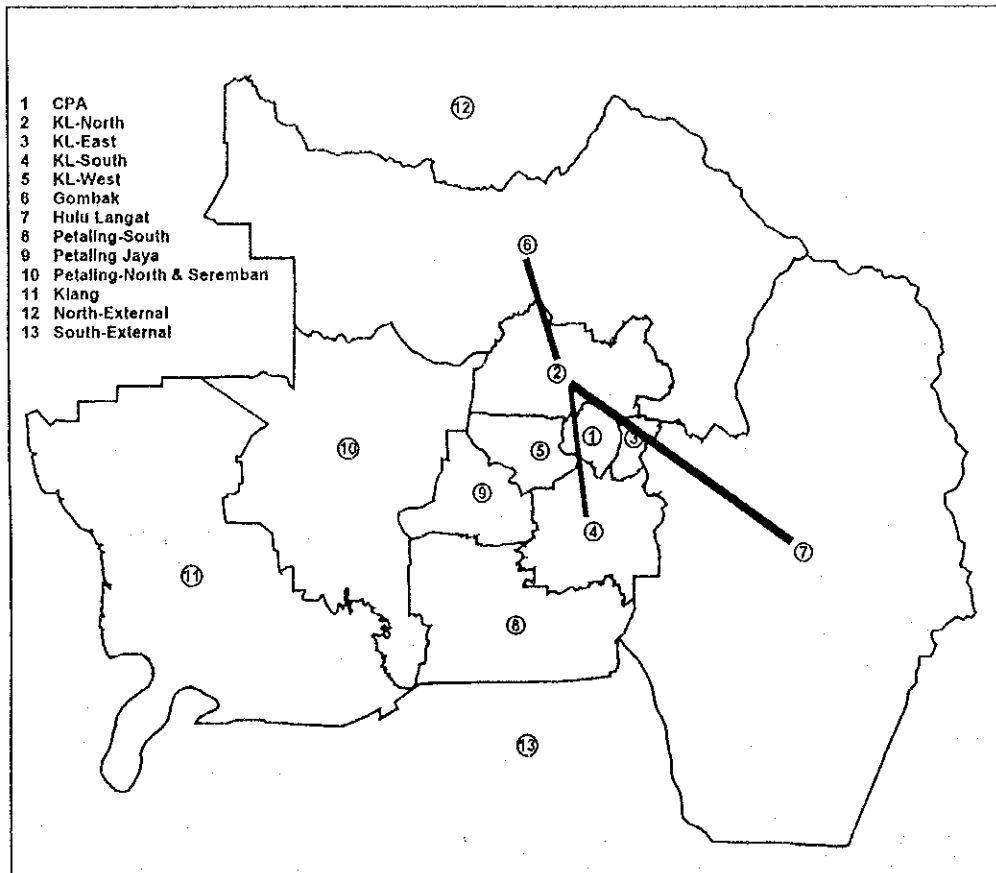 1 CPA
2 KL-North
3 KL-East
4 KL-South
5 KL-West
6 Gombak
7 Hulu Langat
8 Petaling-South
9 Petaling Jaya
10 Petaling-North & Seremban
11 Klang
12 North-External
13 South-External
12
6
2
1
3
5
10
9
4
7
11
8
13